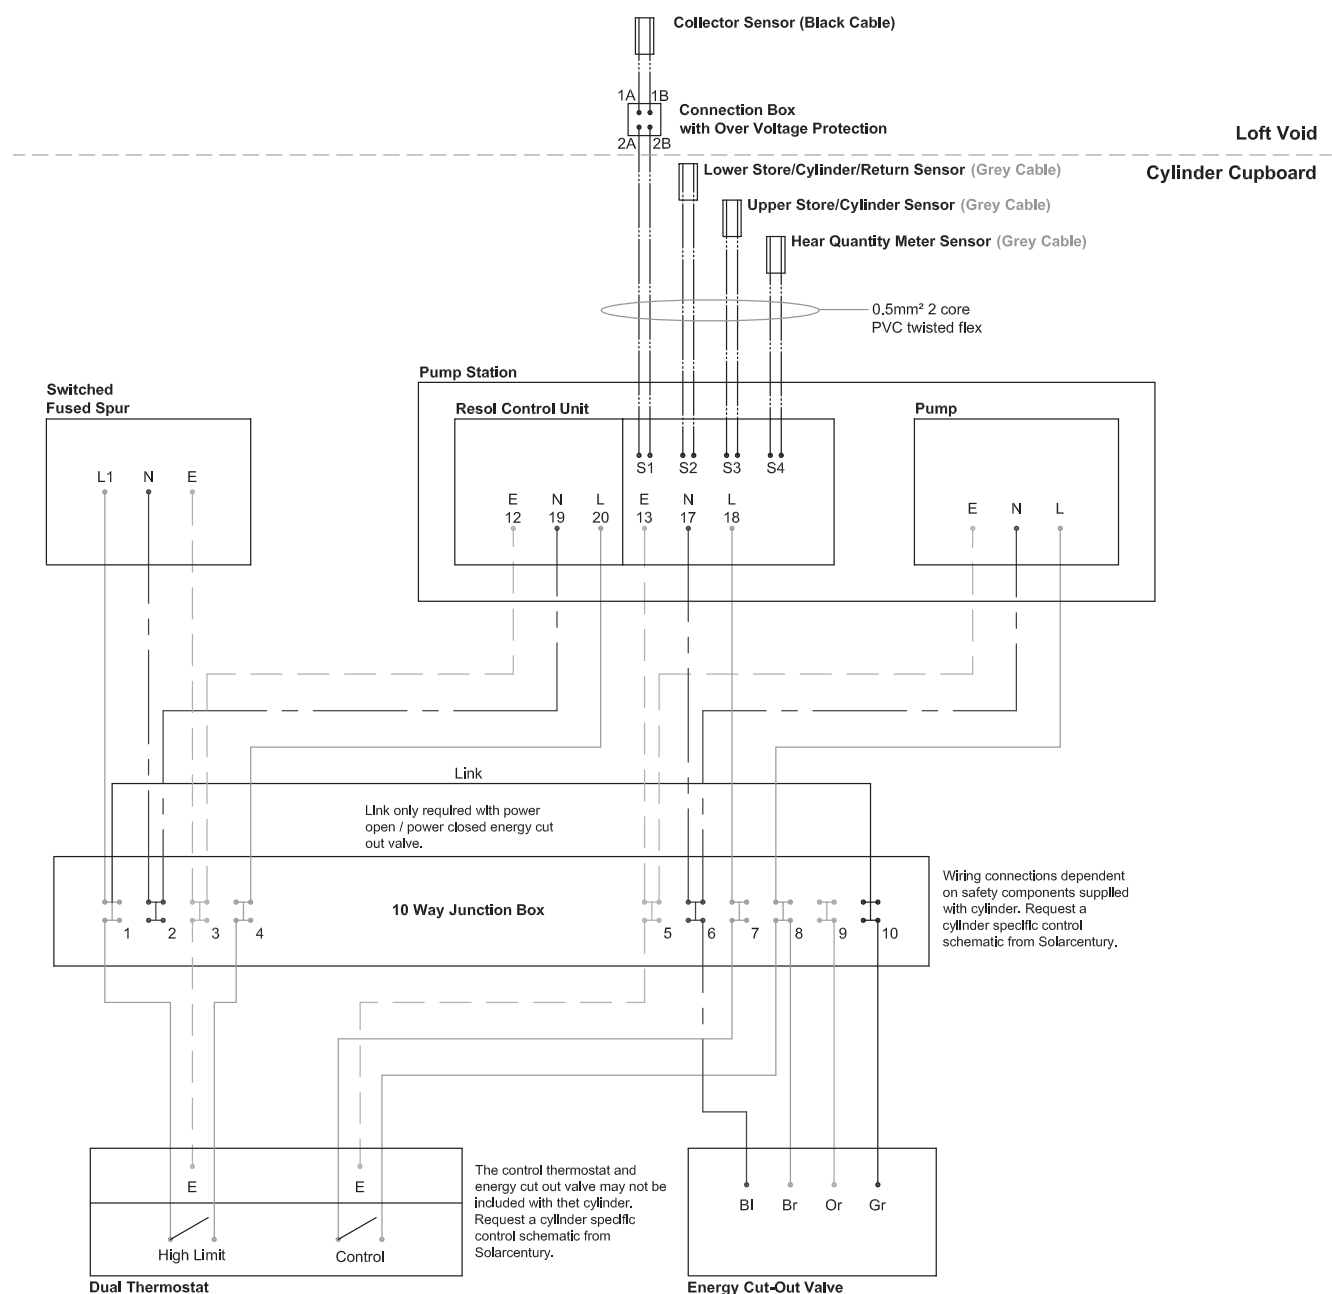 Collector Sensor (Black Cable)
1A 1B
Connection Box
with Over Voltage Protection
2A 2B
Loft Void
Cylinder Cupboard
Lower Store/Cylinder/Return Sensor (Grey Cable)
Upper Store/Cylinder Sensor (Grey Cable)
Hear Quantity Meter Sensor (Grey Cable)
0.5mm² 2 core
PVC twisted flex
Pump Station
Switched
Fused Spur
Resol Control Unit
Pump
L1 N E
S1 S2 S3 S4
E N L E N L
12 19 20 13 17 18
E N L
Link
Link only required with power
open / power closed energy cut
out valve.
10 Way Junction Box
1 2 3 4 5 6 7 8 9 10
Wiring connections dependent
on safety components supplied
with cylinder. Request a
cylinder specific control
schematic from Solarcentury.
E E
High Limit
Control
Dual Thermostat
The control thermostat and
energy cut out valve may not be
included with thet cylinder.
Request a cylinder specific
control schematic from
Solarcentury.
Bl Br Or Gr
Energy Cut-Out Valve